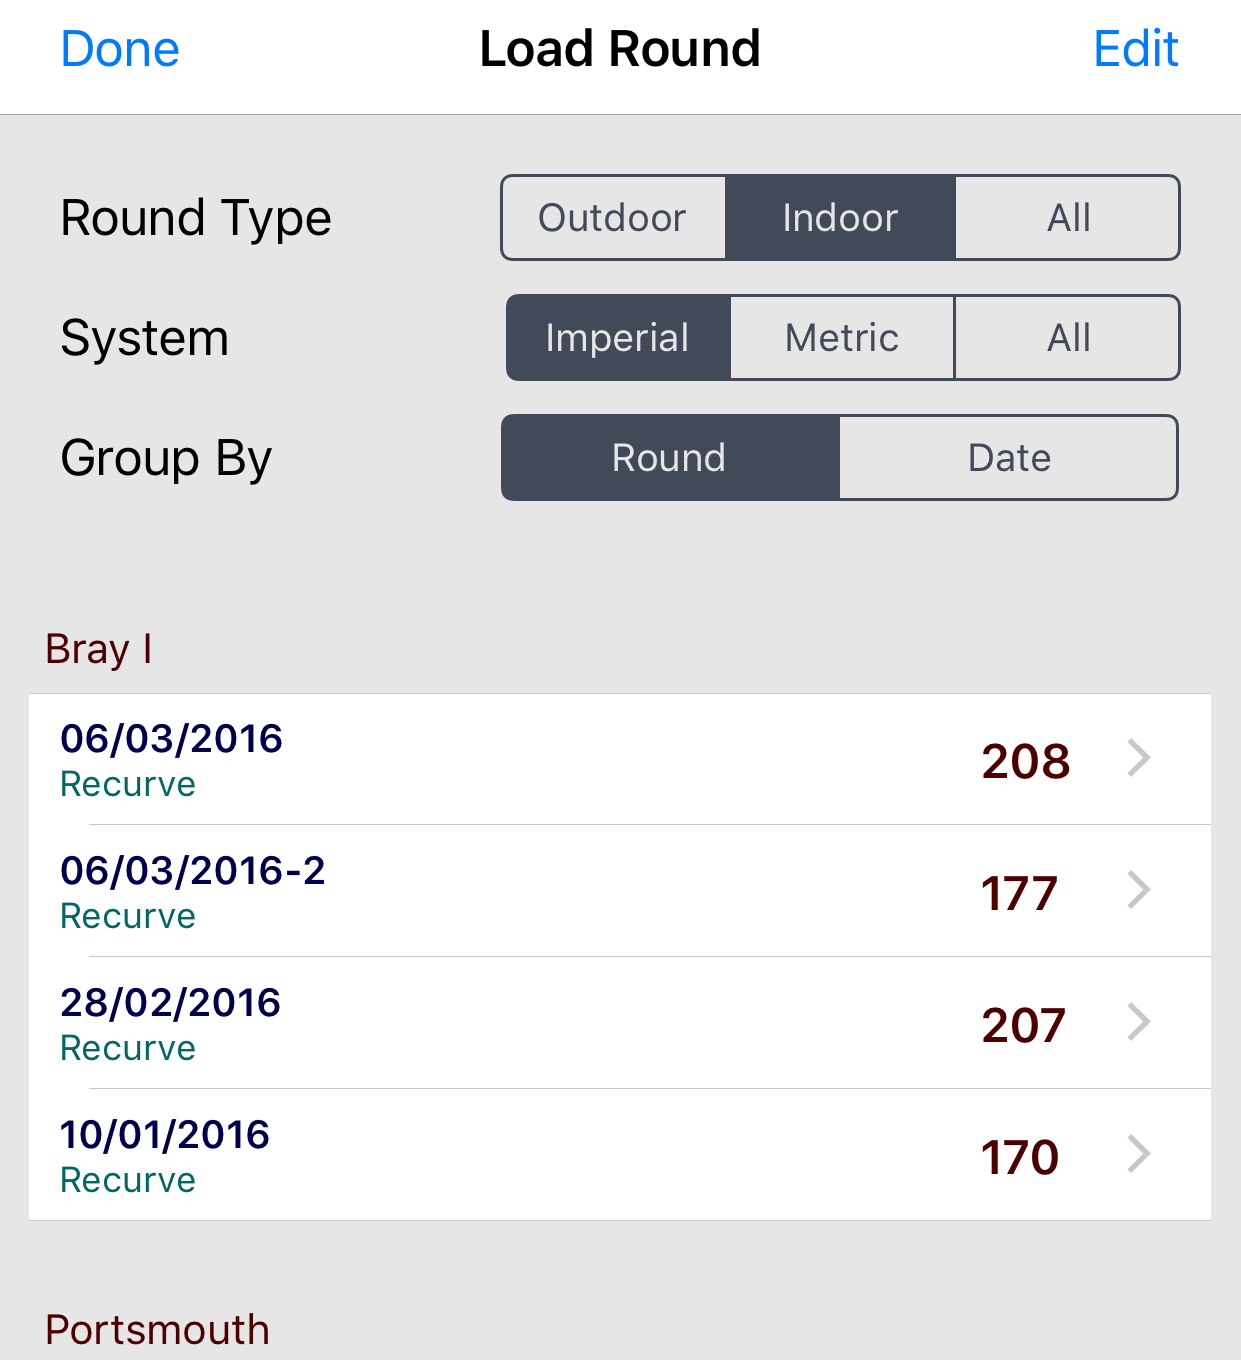 Done Load Round Edit
Round Type Outdoor Indoor All
System Imperial Metric All
Group By Round Date
Bray I
06/03/2016
Recurve
208
06/03/2016-2
Recurve
177
28/02/2016
Recurve
207
10/01/2016
Recurve
170
Portsmouth